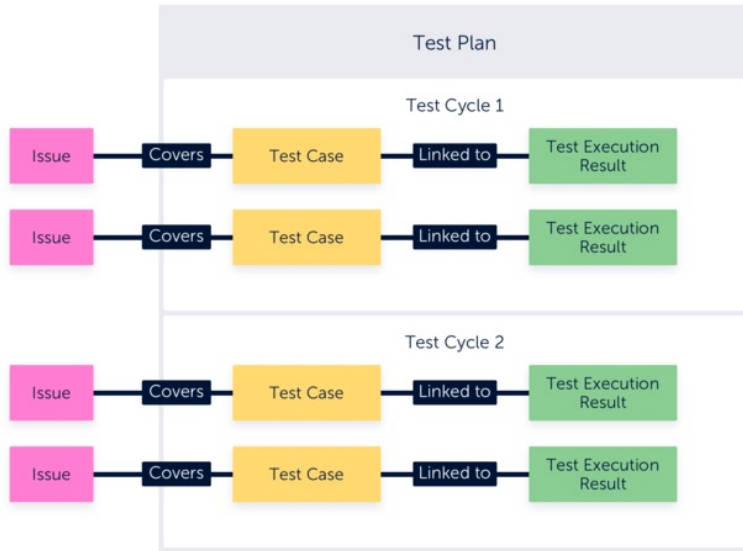 Test Plan
Test Cycle 1
Issue Covers Test Case Linked to Test Execution
Result
Issue Covers Test Case Linked to Test Execution
Result
Test Cycle 2
Issue Covers Test Case Linked to Test Execution
Result
Issue Covers Test Case Linked to Test Execution
Result